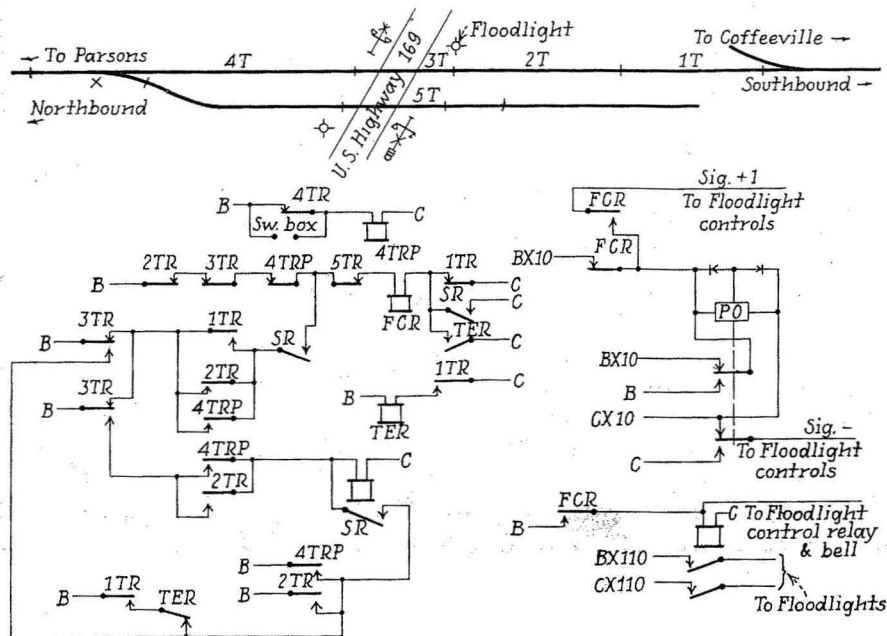 ← To Parsons
Northbound
4T
3T
2T
1T
5T
Floodlight
U.S. Highway 169
To Coffeeville →
Southbound →
B
4TR
C
Sw. box
4TRP
B
2TR
3TR
4TRP
5TR
FCR
1TR
C
SR
C
TER
C
B
3TR
1TR
SR
2TR
4TRP
B
3TR
B
TER
1TR
C
4TRP
2TR
C
SR
B
4TRP
B
2TR
B
1TR
TER
FCR
Sig. +1
To Floodlight
controls
BX10
FCR
PO
BX10
B
CX10
C
Sig. -
To Floodlight
controls
B
FCR
C To Floodlight
control relay
& bell
BX110
CX110
To Floodlights